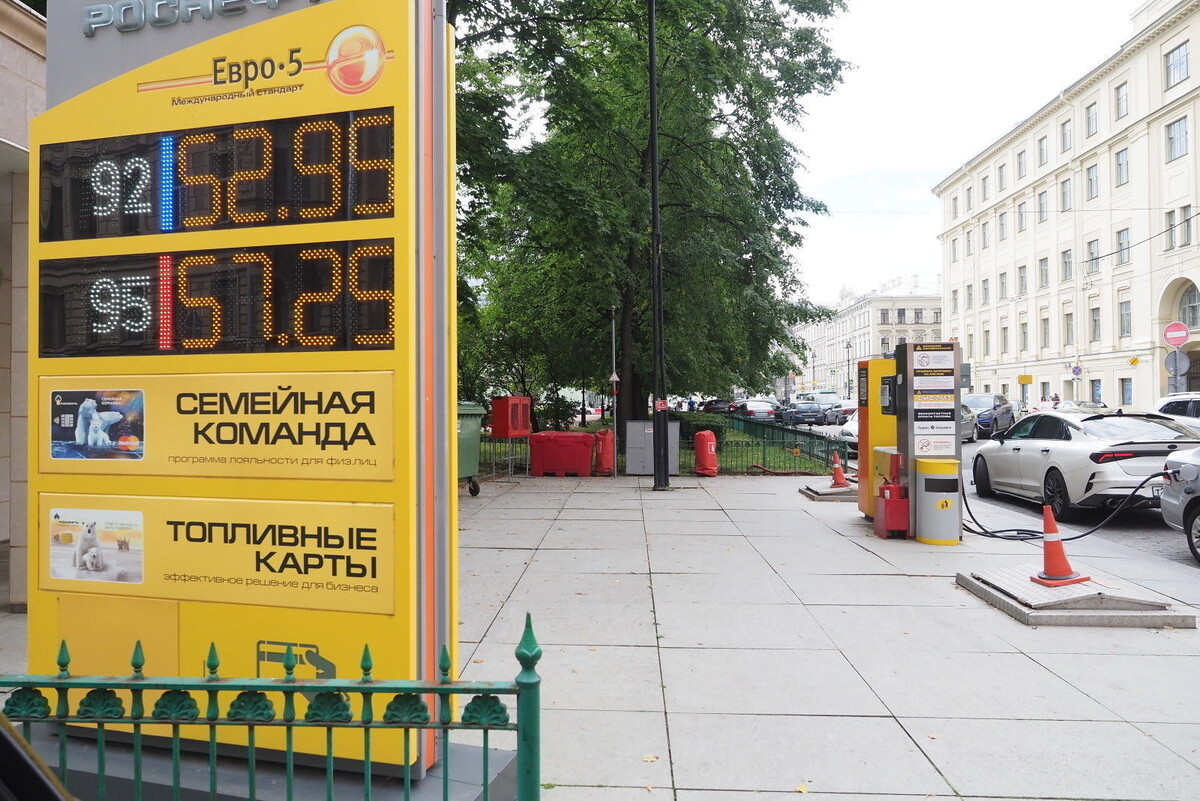 РОСНЕФТЬ
Евро•5
Международный стандарт
92 52.95
95 57.25
СЕМЕЙНАЯ
КОМАНДА
программа лояльности для физ.лиц
ТОПЛИВНЫЕ
КАРТЫ
эффективное решение для бизнеса